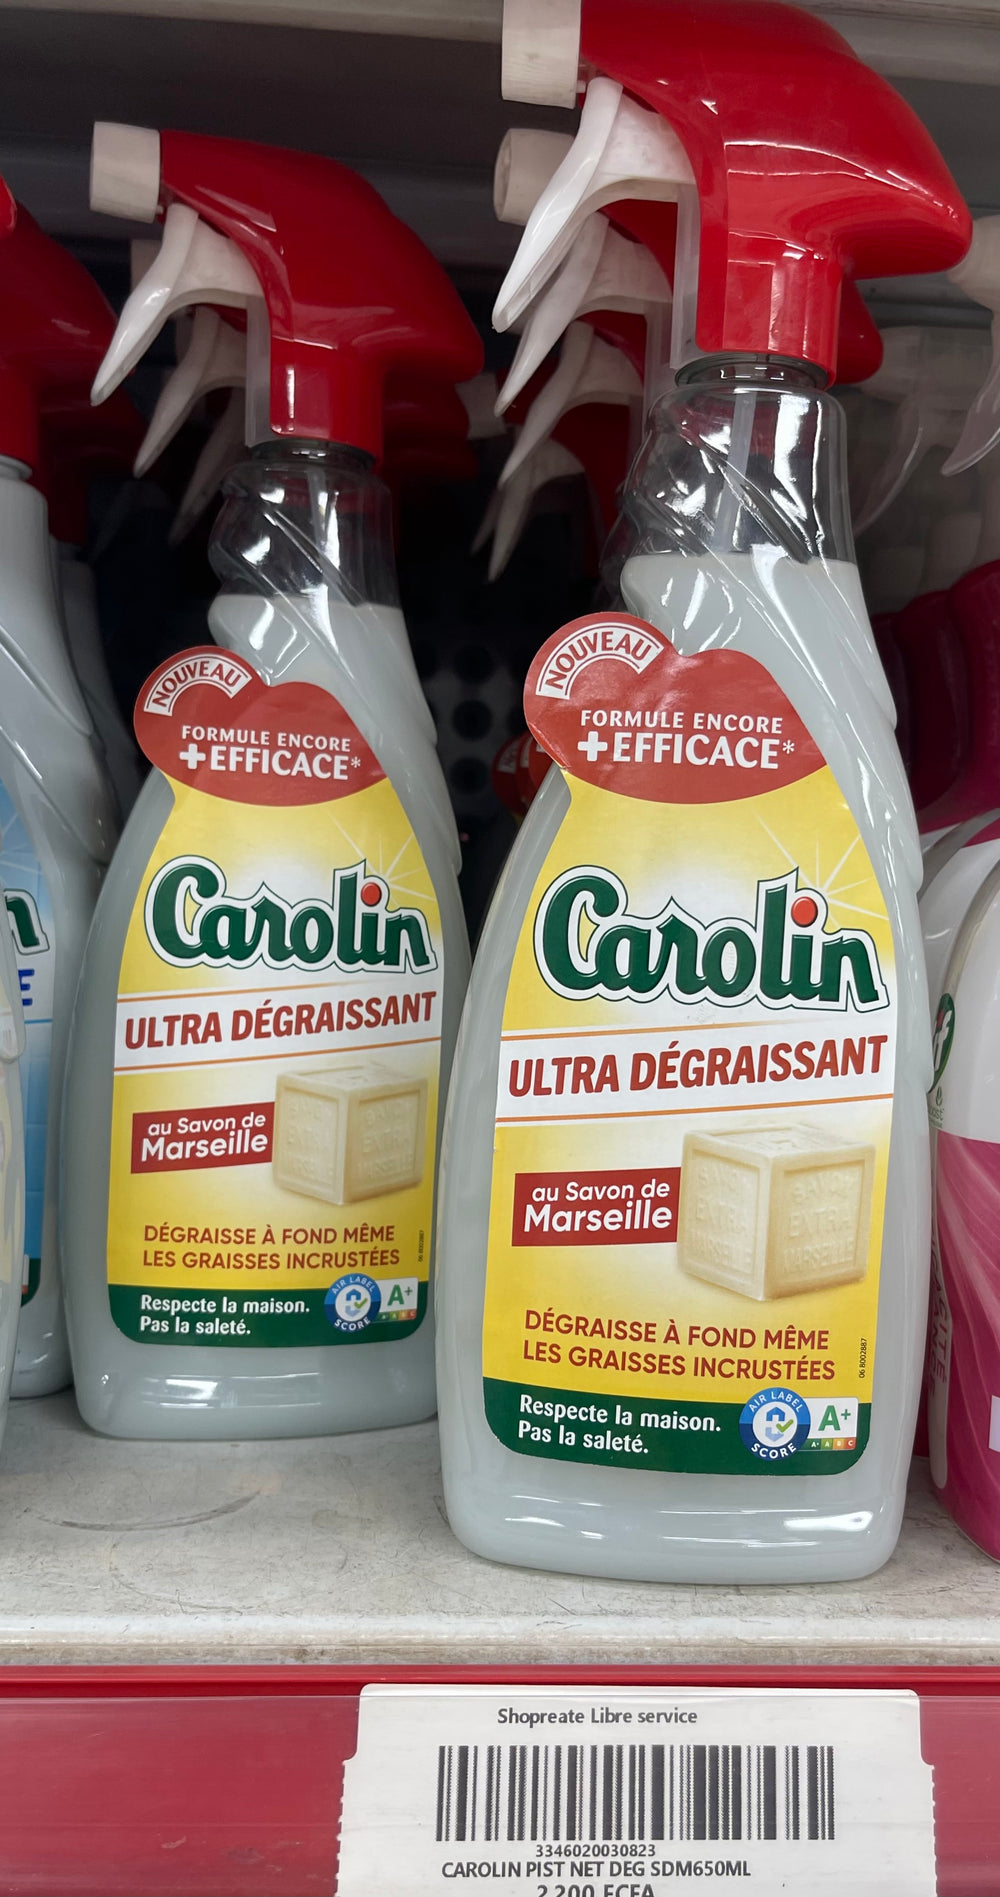 NOUVEAU
FORMULE ENCORE
+EFFICACE*
Carolin
ULTRA DÉGRAISSANT
au Savon de
Marseille
DÉGRAISSE À FOND MÊME
LES GRAISSES INCRUSTÉES
Respecte la maison.
Pas la saleté.
AIR LABEL
SCORE
A+
NOUVEAU
FORMULE ENCORE
+EFFICACE*
Carolin
ULTRA DÉGRAISSANT
au Savon de
Marseille
SAVON
EXTRA
MARSEILLE
DÉGRAISSE À FOND MÊME
LES GRAISSES INCRUSTÉES
06 8002887
Respecte la maison.
Pas la saleté.
AIR LABEL
SCORE
A+
A+ A B C
Shopreate Libre service
3346020030823
CAROLIN PIST NET DEG SDM650ML
2 200 FCFA